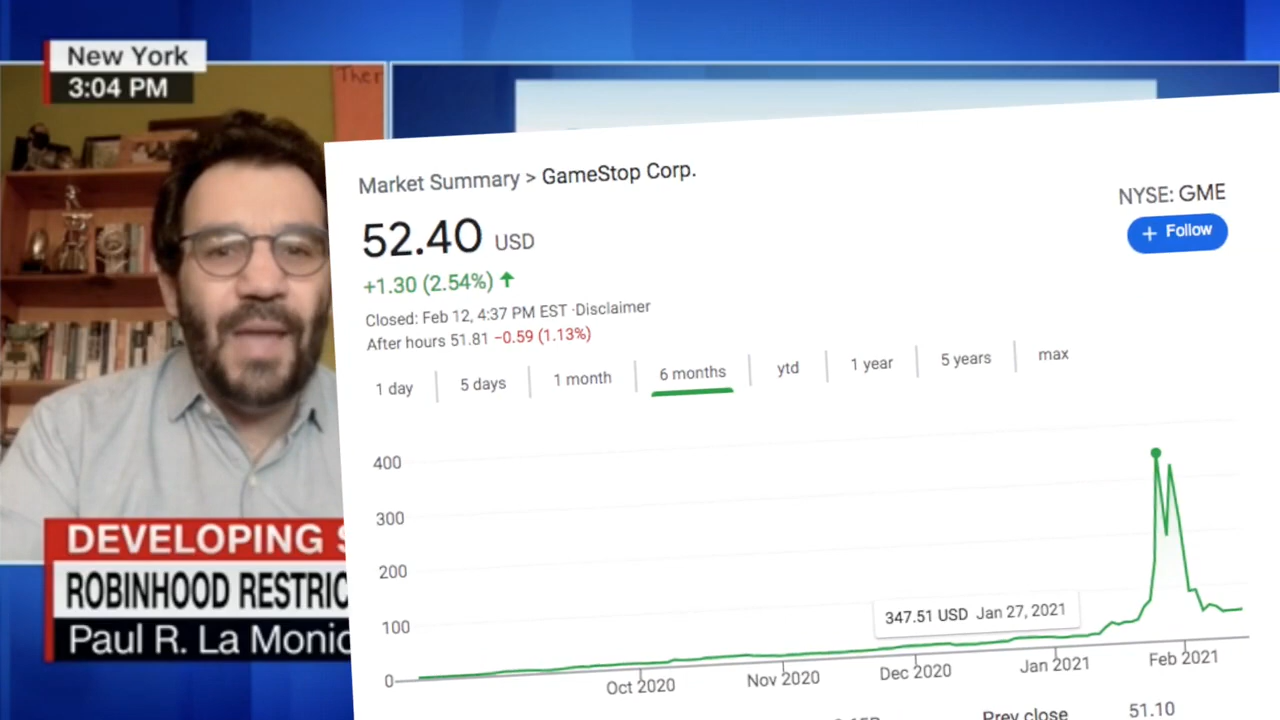 New York
3:04 PM
Ther
Market Summary > GameStop Corp.
NYSE: GME
52.40 USD
+ Follow
+1.30 (2.54%) ↑
Closed: Feb 12, 4:37 PM EST ·Disclaimer
After hours 51.81 −0.59 (1.13%)
1 day 5 days 1 month 6 months ytd 1 year 5 years max
400
300
200
100
0
347.51 USD Jan 27, 2021
Oct 2020 Nov 2020 Dec 2020 Jan 2021 Feb 2021
Prev close 51.10
DEVELOPING
ROBINHOOD RESTRIC
Paul R. La Monic